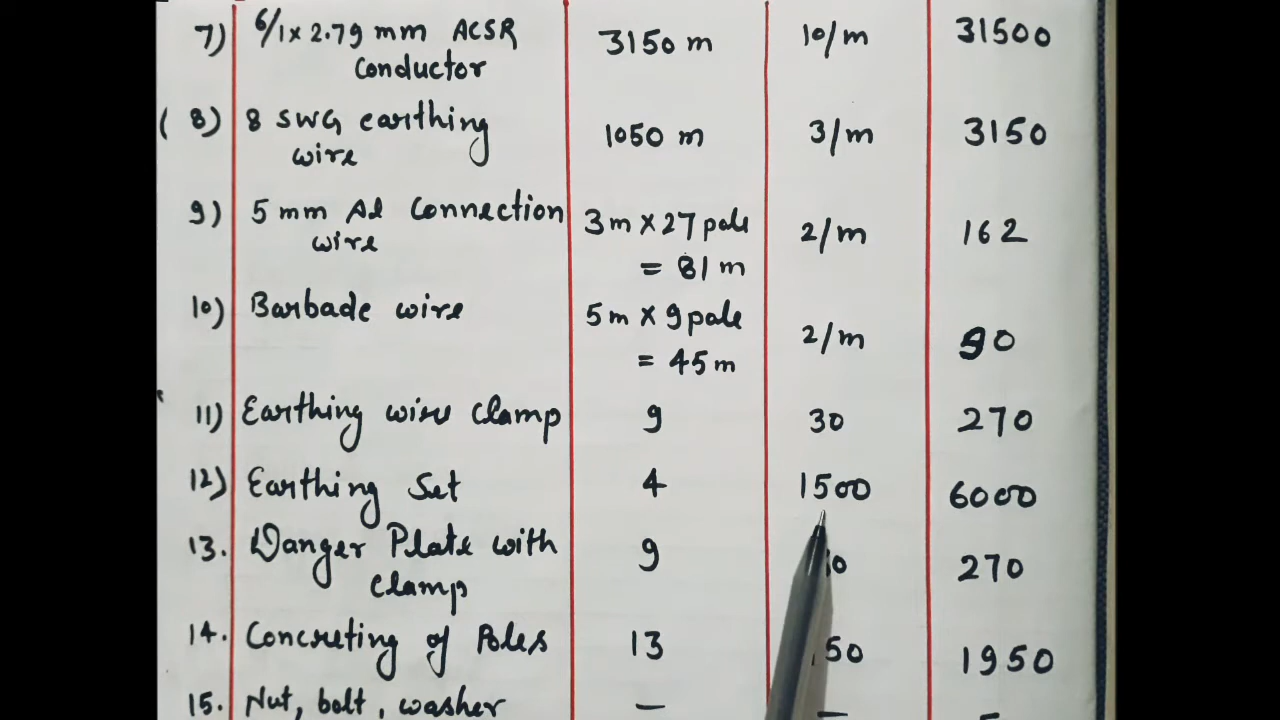 7) 6/1x2.79 mm ACSR 3150 m 10/m 31500
Conductor
(8) 8 SWG earthing 1050 m 3/m 3150
wire
9) 5 mm Al Connection 3m x 27 pole 2/m 162
wire = 81 m
10) Barbade wire 5m x 9 pole 2/m 90
= 45 m
11) Earthing wire Clamp 9 30 270
12) Earthing Set 4 1500 6000
13. Danger Plate with 9 270
Clamp
14. Concreting of Poles 13 1950
15. Nut, bolt, washer — —